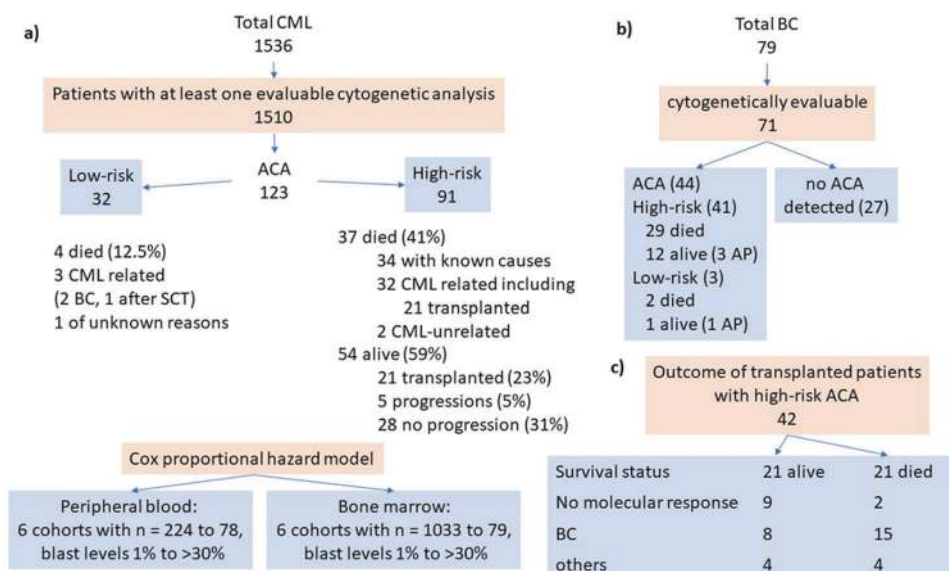 a)
Total CML
1536
Patients with at least one evaluable cytogenetic analysis
1510
Low-risk
32
ACA
123
High-risk
91
4 died (12.5%)
3 CML related
(2 BC, 1 after SCT)
1 of unknown reasons
37 died (41%)
34 with known causes
32 CML related including
21 transplanted
2 CML-unrelated
54 alive (59%)
21 transplanted (23%)
5 progressions (5%)
28 no progression (31%)
Cox proportional hazard model
Peripheral blood:
6 cohorts with n = 224 to 78,
blast levels 1% to >30%
Bone marrow:
6 cohorts with n = 1033 to 79,
blast levels 1% to >30%
b)
Total BC
79
cytogenetically evaluable
71
ACA (44)
High-risk (41)
29 died
12 alive (3 AP)
Low-risk (3)
2 died
1 alive (1 AP)
no ACA
detected (27)
c)
Outcome of transplanted patients
with high-risk ACA
42
Survival status 21 alive 21 died
No molecular response 9 2
BC 8 15
others 4 4